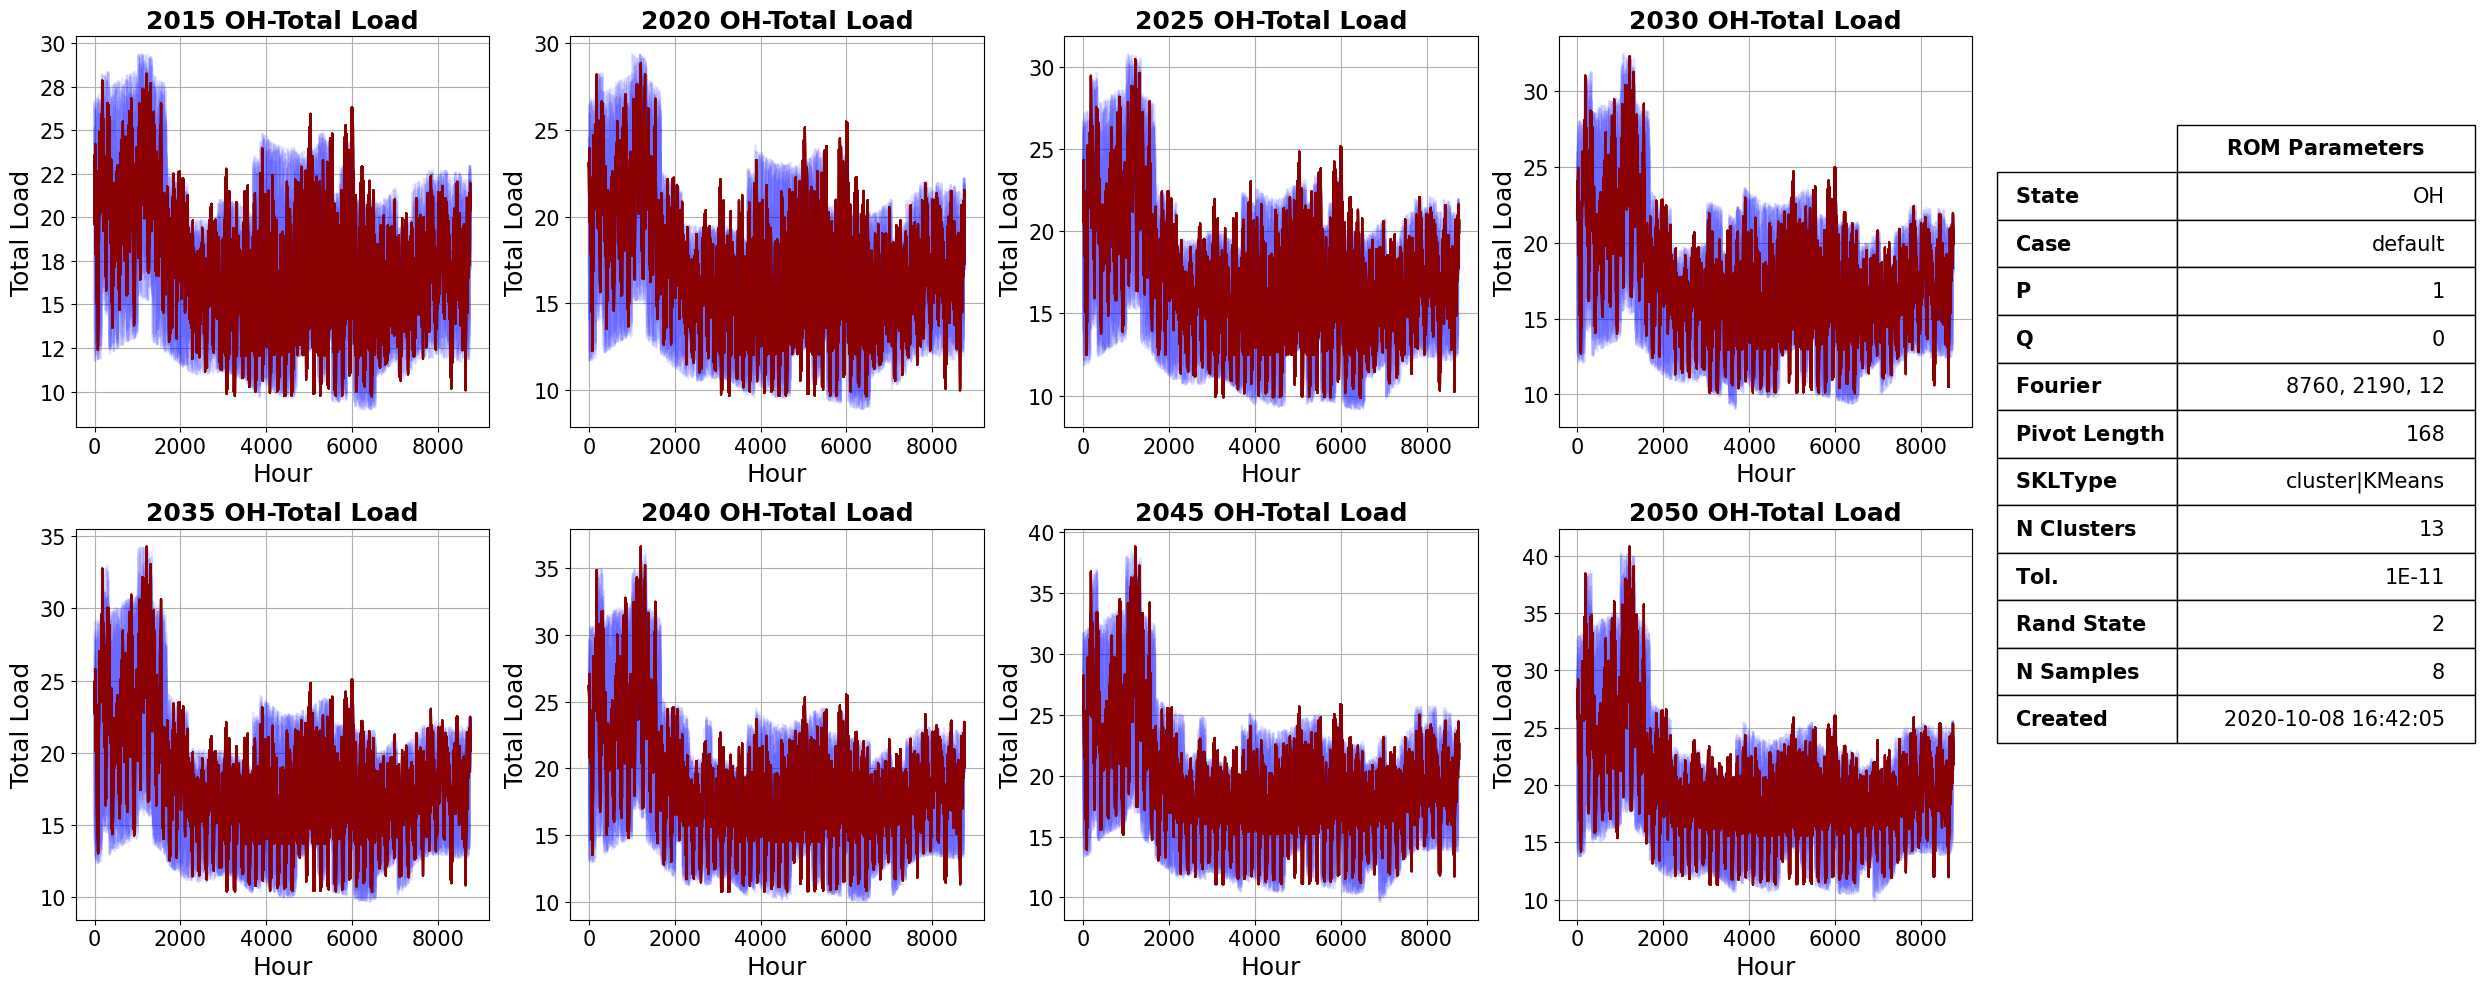 2015 OH-Total Load
30
28
25
22
20
18
15
12
10
0 2000 4000 6000 8000
Total Load
Hour
2020 OH-Total Load
30
25
20
15
10
0 2000 4000 6000 8000
Total Load
Hour
2025 OH-Total Load
30
25
20
15
10
0 2000 4000 6000 8000
Total Load
Hour
2030 OH-Total Load
30
25
20
15
10
0 2000 4000 6000 8000
Total Load
Hour
2035 OH-Total Load
35
30
25
20
15
10
0 2000 4000 6000 8000
Total Load
Hour
2040 OH-Total Load
35
30
25
20
15
10
0 2000 4000 6000 8000
Total Load
Hour
2045 OH-Total Load
40
35
30
25
20
15
10
0 2000 4000 6000 8000
Total Load
Hour
2050 OH-Total Load
40
35
30
25
20
15
10
0 2000 4000 6000 8000
Total Load
Hour
ROM Parameters
State OH
Case default
P 1
Q 0
Fourier 8760, 2190, 12
Pivot Length 168
SKLType cluster|KMeans
N Clusters 13
Tol. 1E-11
Rand State 2
N Samples 8
Created 2020-10-08 16:42:05